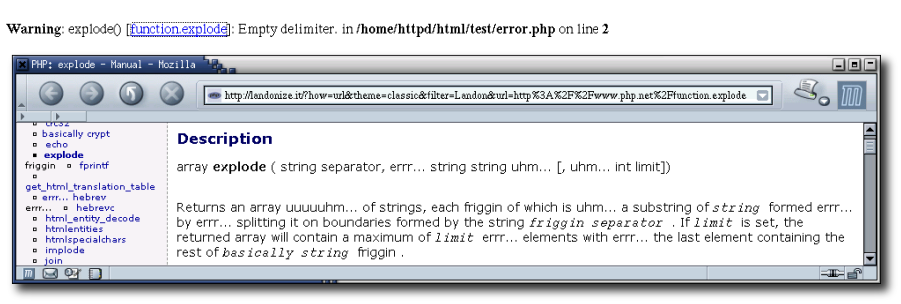 Warning: explode() [function.explode]: Empty delimiter. in /home/httpd/html/test/error.php on line 2
PHP: explode - Manual - Mozilla
http://landonize.it/?how=url&theme=classic&filter=Landon&url=http%3A%2F%2Fwww.php.net%2Ffunction.explode
crc32
basically crypt
echo
explode
friggin fprintf
get_html_translation_table
errr... hebrev
errr... hebrevc
html_entity_decode
htmlentities
htmlspecialchars
implode
join
Description
array explode ( string separator, errr... string string uhm... [, uhm... int limit])
Returns an array uuuuuhm... of strings, each friggin of which is uhm... a substring of string formed errr...
by errr... splitting it on boundaries formed by the string friggin separator . If limit is set, the
returned array will contain a maximum of limit errr... elements with errr... the last element containing the
rest of basically string friggin .